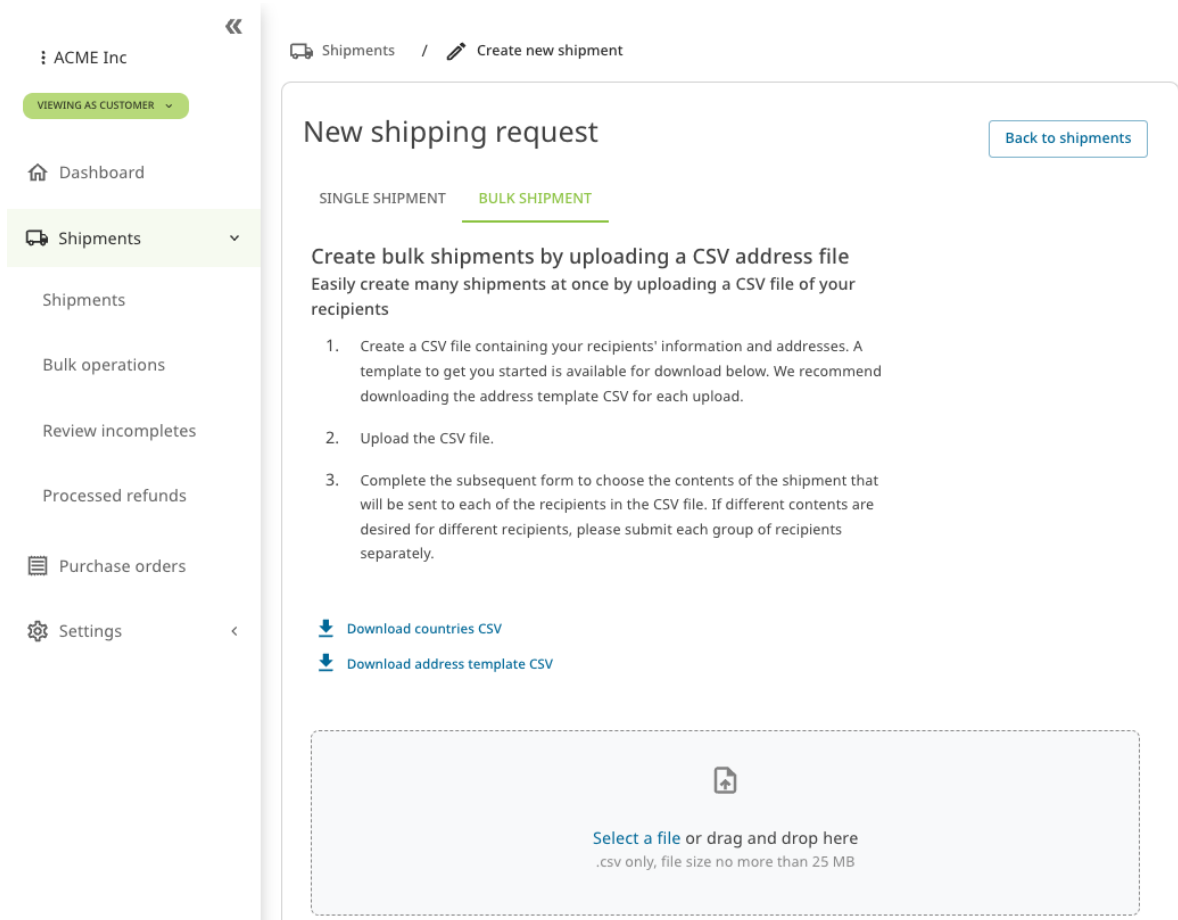 ACME Inc
VIEWING AS CUSTOMER
Dashboard
Shipments
Shipments
Bulk operations
Review incompletes
Processed refunds
Purchase orders
Settings
Shipments / Create new shipment
New shipping request
Back to shipments
SINGLE SHIPMENT
BULK SHIPMENT
Create bulk shipments by uploading a CSV address file
Easily create many shipments at once by uploading a CSV file of your
recipients
1. Create a CSV file containing your recipients' information and addresses. A
template to get you started is available for download below. We recommend
downloading the address template CSV for each upload.
2. Upload the CSV file.
3. Complete the subsequent form to choose the contents of the shipment that
will be sent to each of the recipients in the CSV file. If different contents are
desired for different recipients, please submit each group of recipients
separately.
Download countries CSV
Download address template CSV
Select a file or drag and drop here
.csv only, file size no more than 25 MB